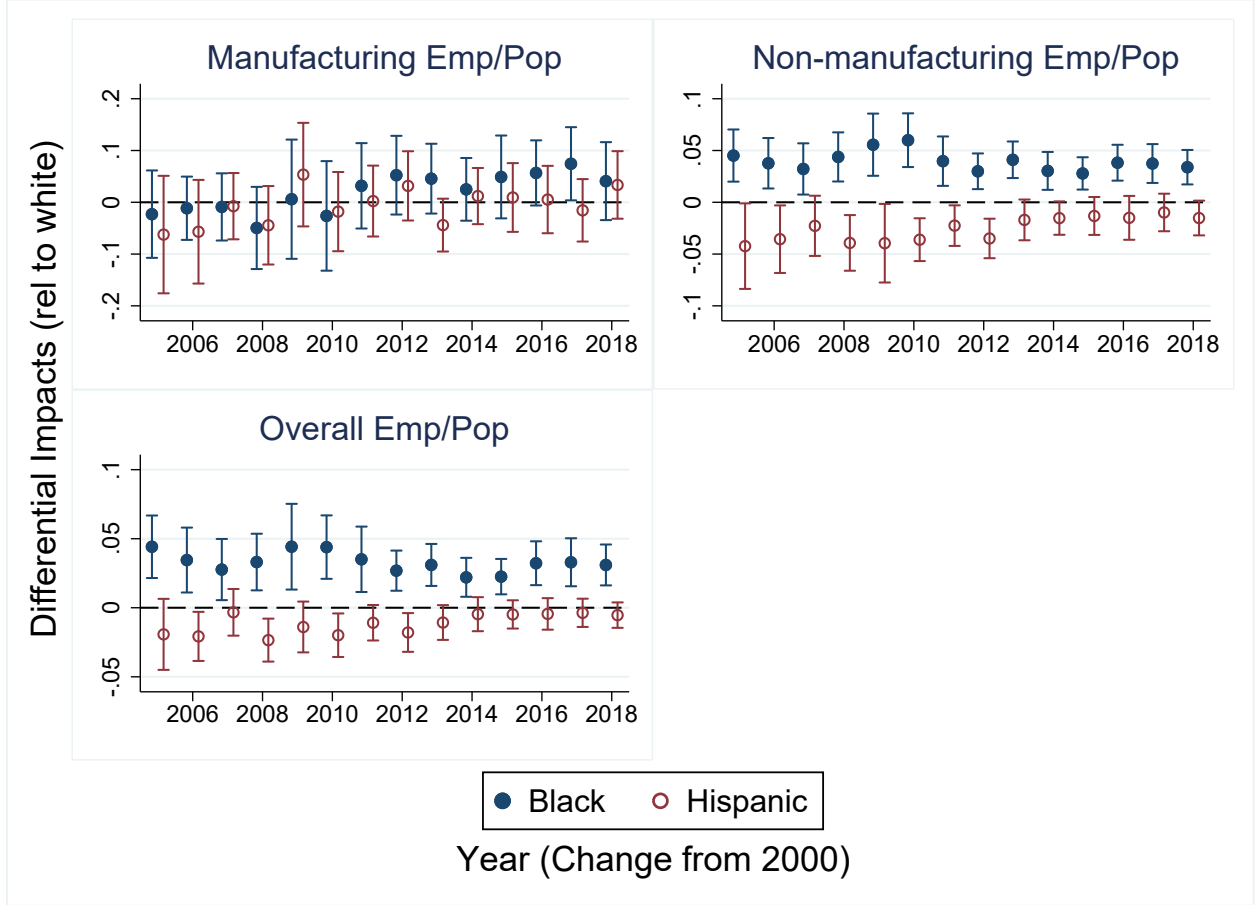 Differential Impacts (rel to white)
Manufacturing Emp/Pop
.2
.1
0
-.1
-.2
2006 2008 2010 2012 2014 2016 2018
Non-manufacturing Emp/Pop
.1
.05
0
-.05
-.1
2006 2008 2010 2012 2014 2016 2018
Overall Emp/Pop
.1
.05
0
-.05
2006 2008 2010 2012 2014 2016 2018
Black Hispanic
Year (Change from 2000)